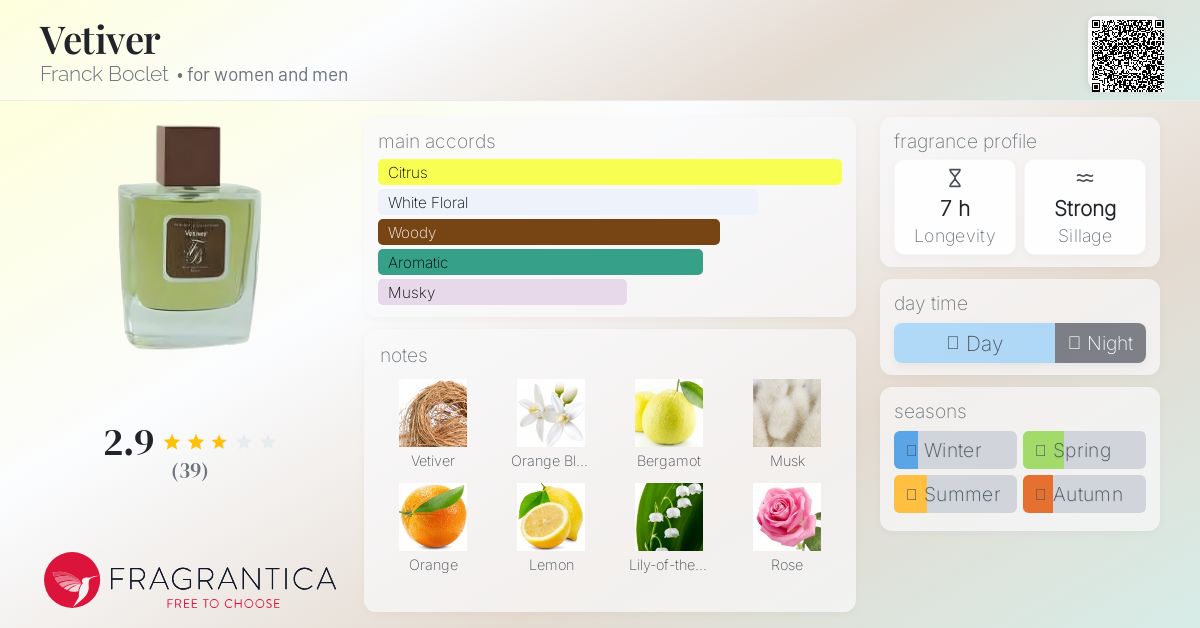 Vetiver
Franck Boclet • for women and men
Vetiver
2.9
(39)
FRAGRANTICA
FREE TO CHOOSE
main accords
Citrus
White Floral
Woody
Aromatic
Musky
notes
Vetiver
Orange Bl...
Bergamot
Musk
Orange
Lemon
Lily-of-the...
Rose
fragrance profile
7 h
Longevity
Strong
Sillage
day time
Day
Night
seasons
Winter
Spring
Summer
Autumn